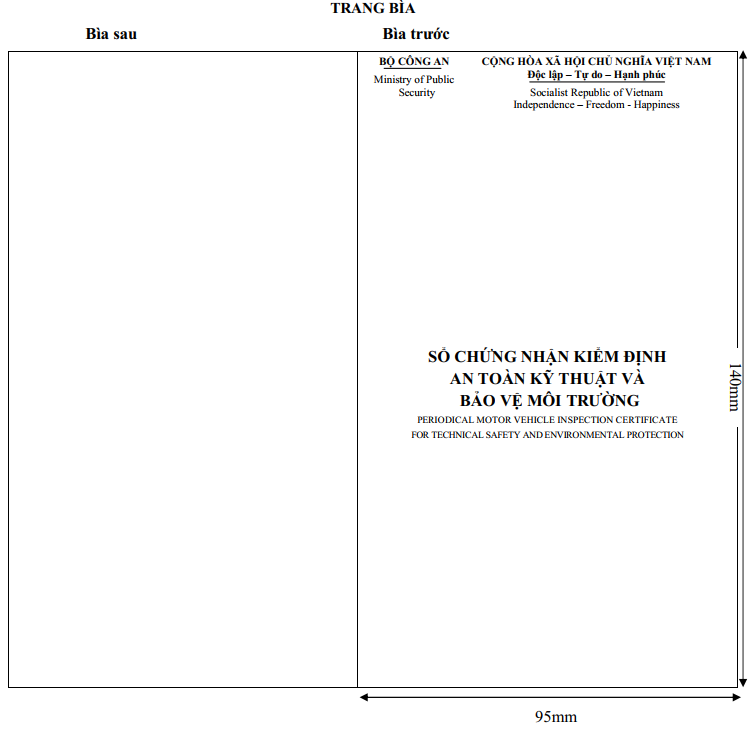 TRANG BÌA
Bìa sau
Bìa trước
BỘ CÔNG AN
Ministry of Public
Security
CỘNG HÒA XÃ HỘI CHỦ NGHĨA VIỆT NAM
Độc lập – Tự do – Hạnh phúc
Socialist Republic of Vietnam
Independence – Freedom - Happiness
SỔ CHỨNG NHẬN KIỂM ĐỊNH
AN TOÀN KỸ THUẬT VÀ
BẢO VỆ MÔI TRƯỜNG
PERIODICAL MOTOR VEHICLE INSPECTION CERTIFICATE
FOR TECHNICAL SAFETY AND ENVIRONMENTAL PROTECTION
140mm
95mm